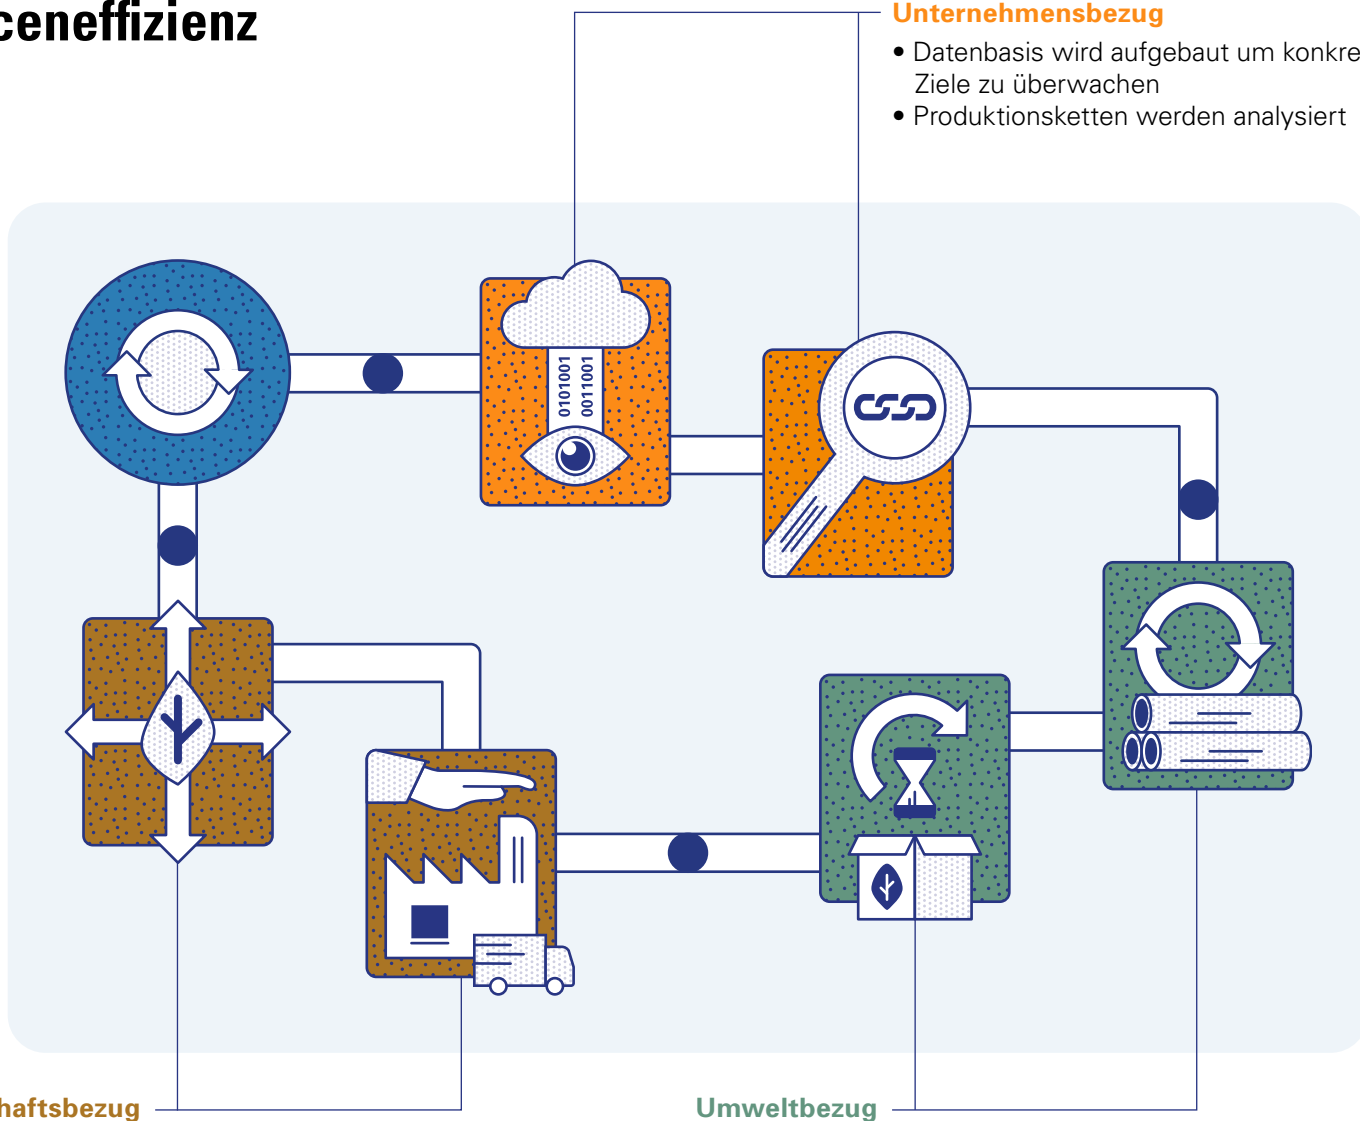 ceneffizienz
Unternehmensbezug
• Datenbasis wird aufgebaut um konkre
Ziele zu überwachen
• Produktionsketten werden analysiert
0101001
0011001
haftsbezug
Umweltbezug